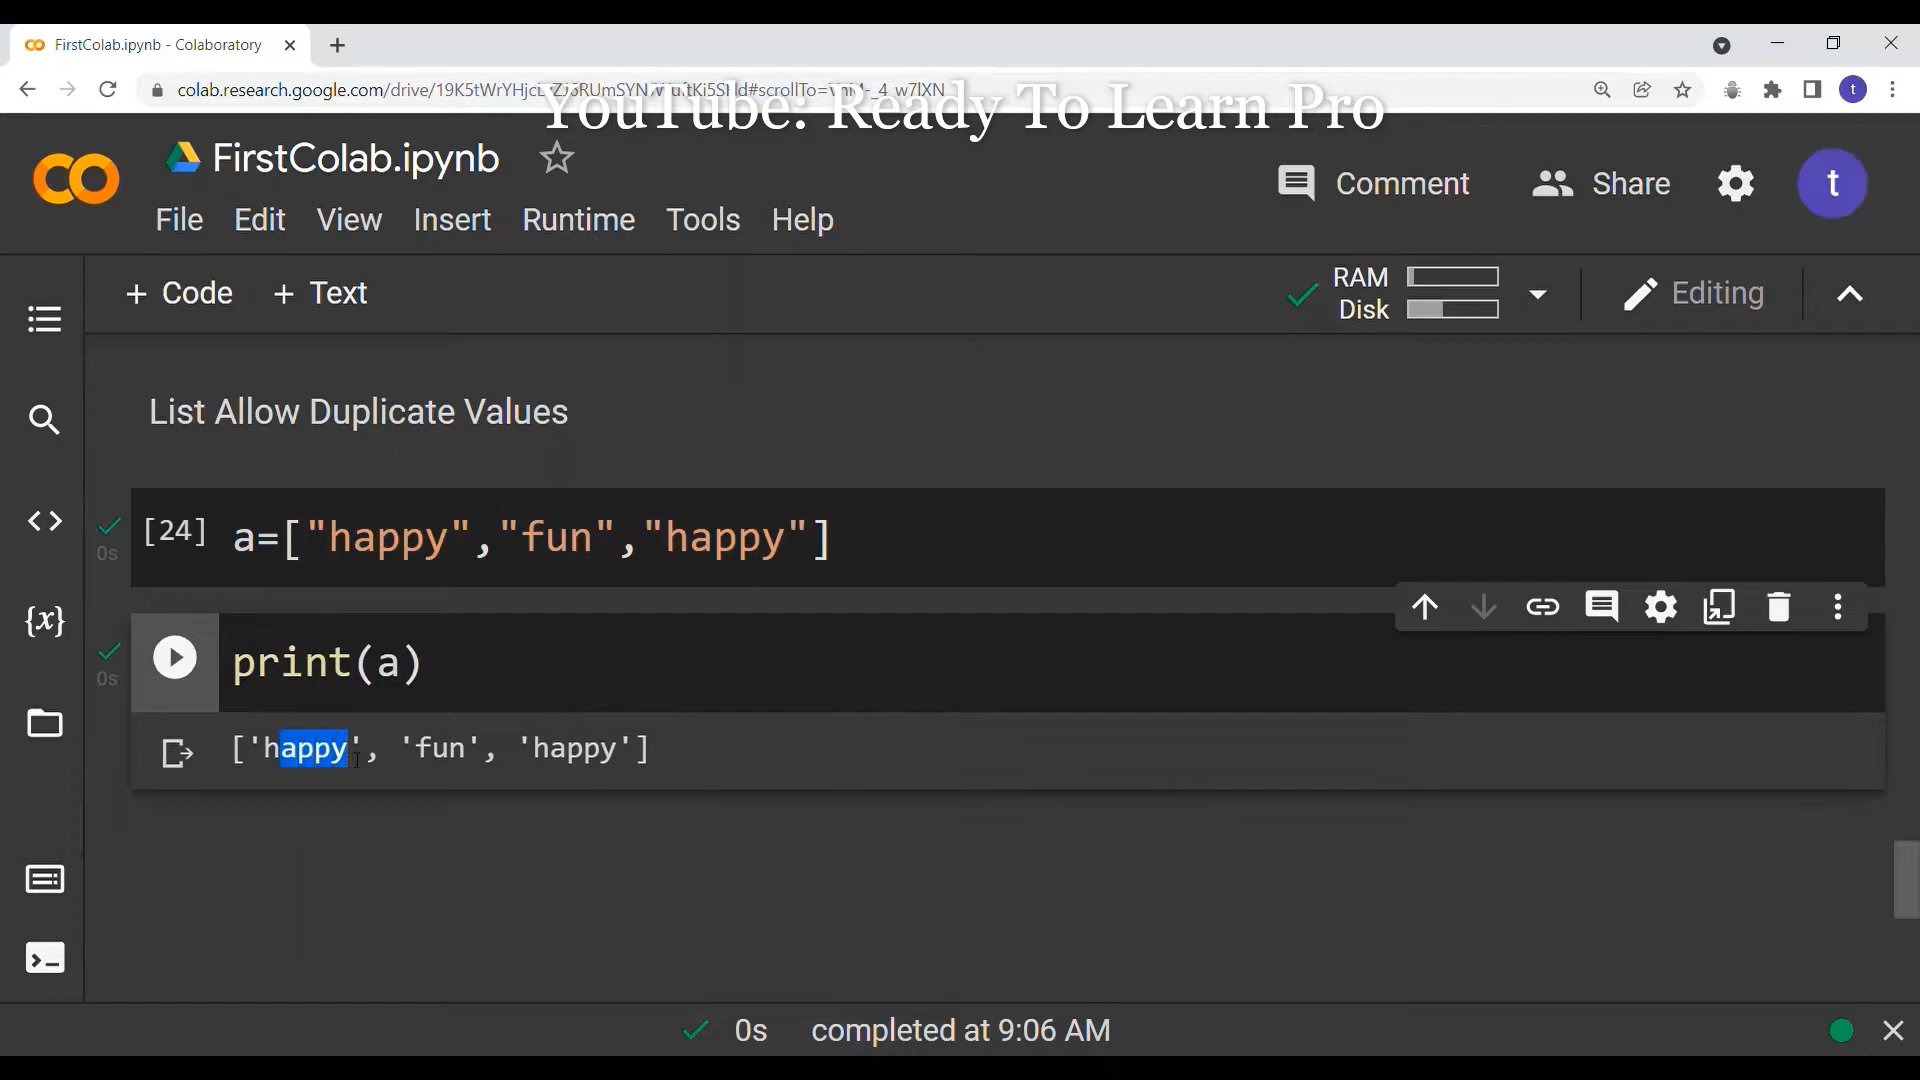 FirstColab.ipynb - Colaboratory
YouTube: Ready To Learn Pro
FirstColab.ipynb
Comment
Share
t
File Edit View Insert Runtime Tools Help
+ Code + Text
RAM
Disk
Editing
List Allow Duplicate Values
[24] a=["happy","fun","happy"]
0s
print(a)
0s
['happy', 'fun', 'happy']
0s completed at 9:06 AM